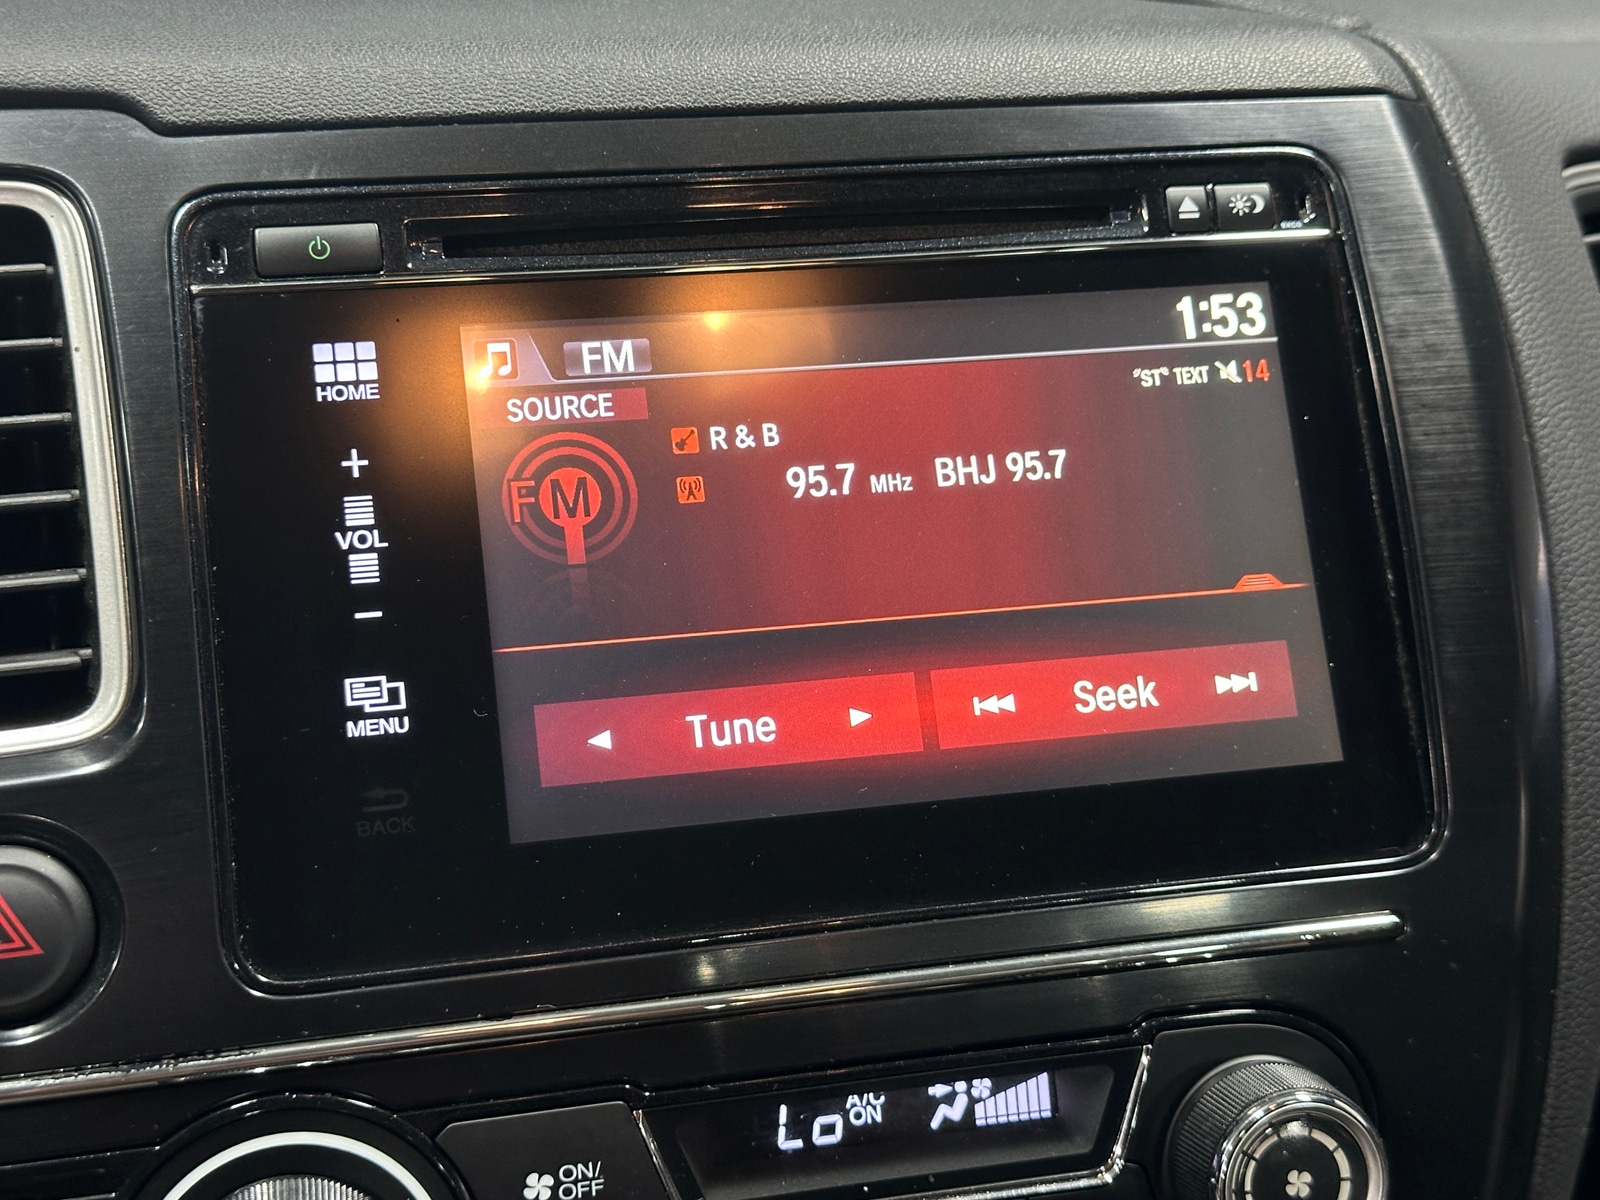 1:53
FM
"ST" TEXT 14
HOME
SOURCE
R & B
FM
95.7 MHz BHJ 95.7
+
VOL
−
Tune
Seek
MENU
BACK
Lo A/C ON
ON/
OFF